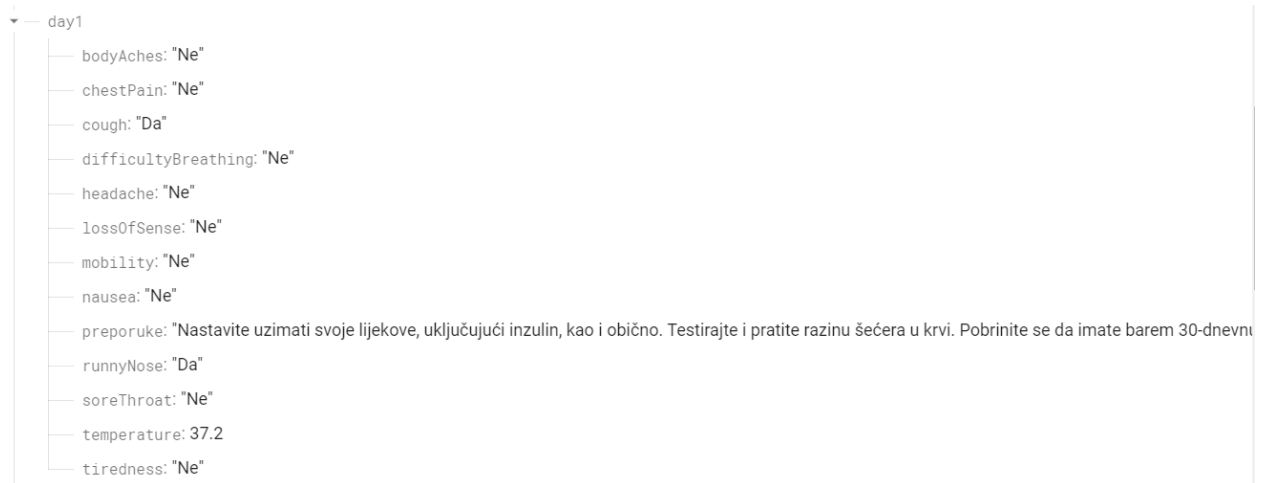 day1
bodyAches: "Ne"
chestPain: "Ne"
cough: "Da"
difficultyBreathing: "Ne"
headache: "Ne"
lossOfSense: "Ne"
mobility: "Ne"
nausea: "Ne"
preporuke: "Nastavite uzimati svoje lijekove, uključujući inzulin, kao i obično. Testirajte i pratite razinu šećera u krvi. Pobrinite se da imate barem 30-dnevnu
runnyNose: "Da"
soreThroat: "Ne"
temperature: 37.2
tiredness: "Ne"